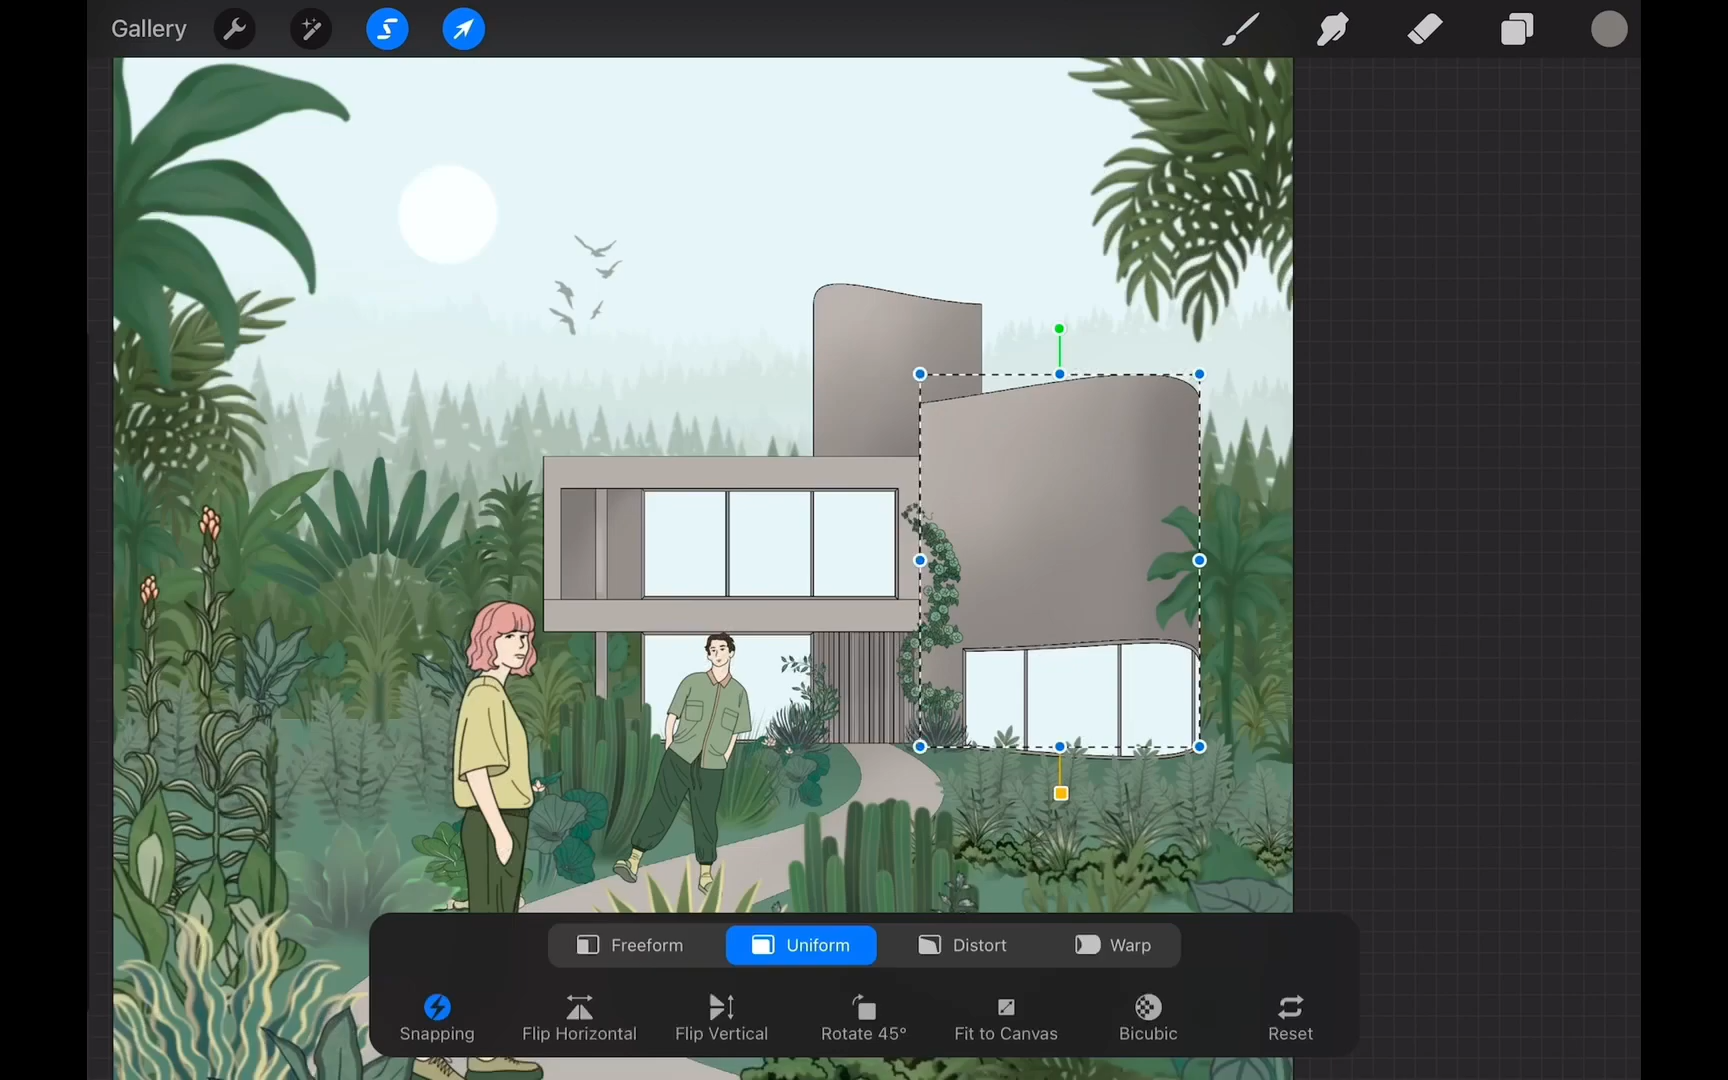 Gallery
Freeform
Uniform
Distort
Warp
Snapping
Flip Horizontal
Flip Vertical
Rotate 45°
Fit to Canvas
Bicubic
Reset